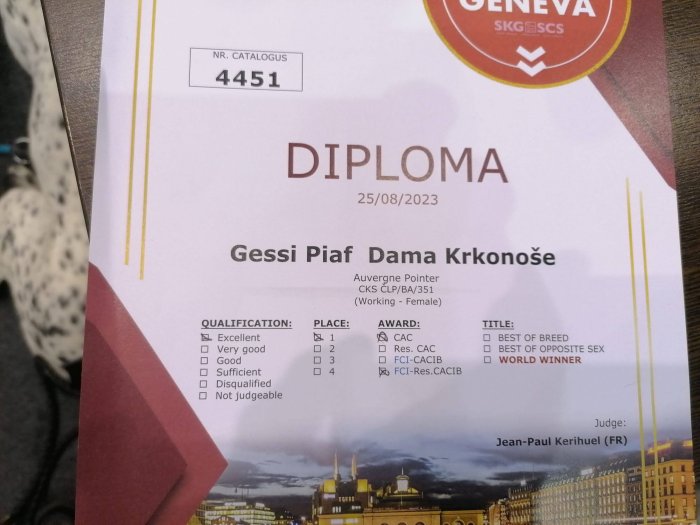 GENEVA
SKG SCS
NR. CATALOGUS
4451
DIPLOMA
25/08/2023
Gessi Piaf Dama Krkonoše
Auvergne Pointer
CKS ČLP/BA/351
(Working - Female)
QUALIFICATION: PLACE: AWARD: TITLE:
Excellent 1 CAC BEST OF BREED
Very good 2 Res. CAC BEST OF OPPOSITE SEX
Good 3 FCI-CACIB WORLD WINNER
Sufficient 4 FCI-Res.CACIB
Disqualified
Not judgeable
Judge:
Jean-Paul Kerihuel (FR)